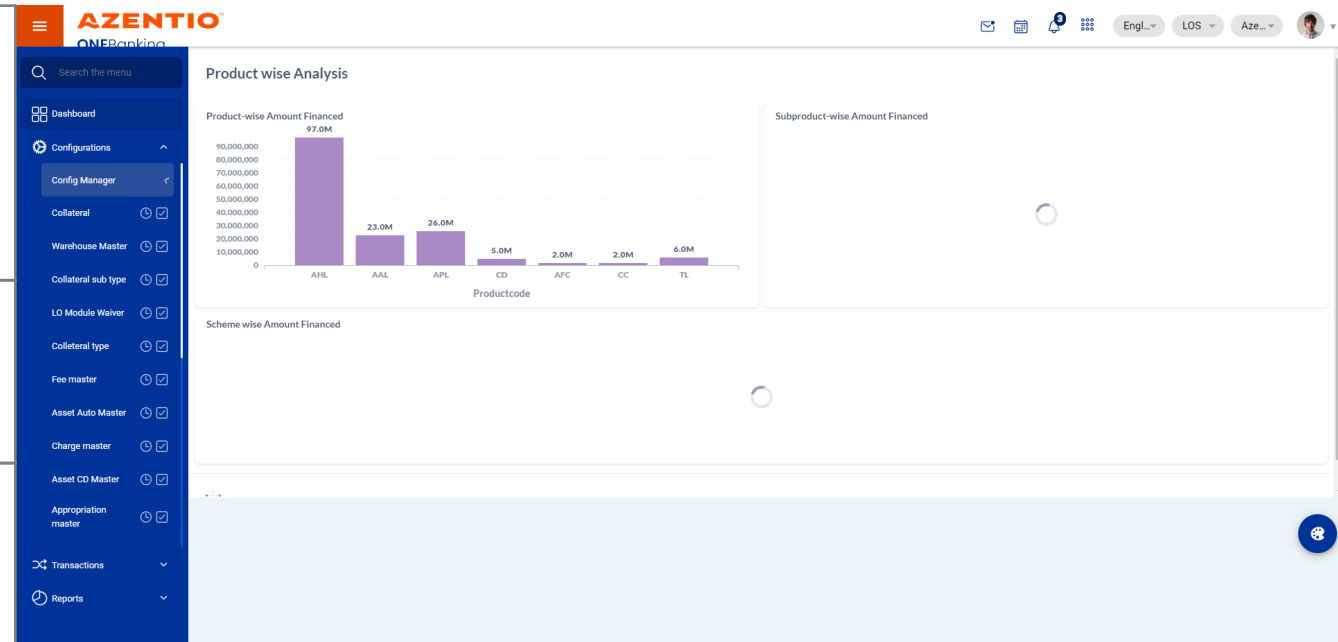 AZENTIO
ONEBanking
3
Engl...
LOS
Aze...
Search the menu
Dashboard
Configurations
Config Manager
Collateral
Warehouse Master
Collateral sub type
LO Module Waiver
Colleteral type
Fee master
Asset Auto Master
Charge master
Asset CD Master
Appropriation
master
Transactions
Reports
Product wise Analysis
Product-wise Amount Financed
97.0M
90,000,000
80,000,000
70,000,000
60,000,000
50,000,000
40,000,000
30,000,000
20,000,000
10,000,000
0
23.0M
26.0M
5.0M
2.0M
2.0M
6.0M
AHL
AAL
APL
CD
AFC
CC
TL
Productcode
Subproduct-wise Amount Financed
Scheme wise Amount Financed